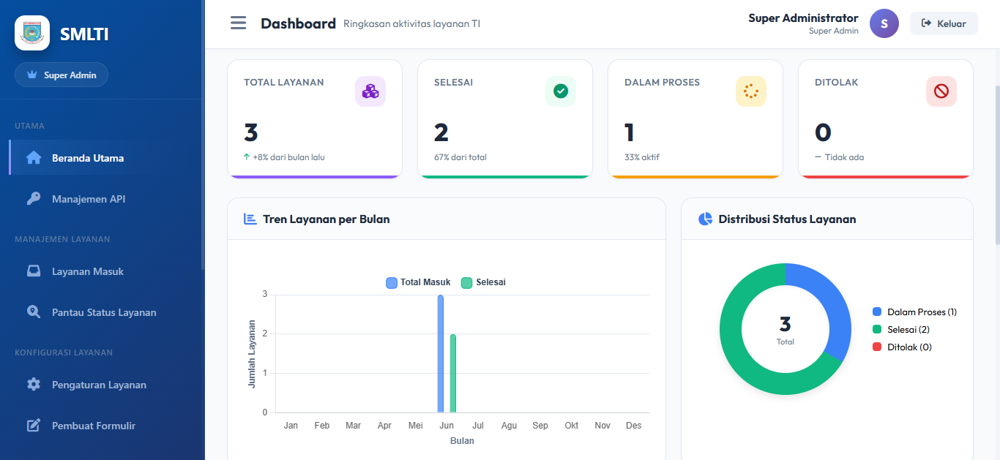 SMLTI
Super Admin
UTAMA
Beranda Utama
Manajemen API
MANAJEMEN LAYANAN
Layanan Masuk
Pantau Status Layanan
KONFIGURASI LAYANAN
Pengaturan Layanan
Pembuat Formulir
Dashboard Ringkasan aktivitas layanan TI
Super Administrator
Super Admin
S
Keluar
TOTAL LAYANAN
3
+8% dari bulan lalu
SELESAI
2
67% dari total
DALAM PROSES
1
33% aktif
DITOLAK
0
Tidak ada
Tren Layanan per Bulan
Total Masuk Selesai
Jumlah Layanan
3
2
1
0
Jan Feb Mar Apr Mei Jun Jul Agu Sep Okt Nov Des
Bulan
Distribusi Status Layanan
3
Total
Dalam Proses (1)
Selesai (2)
Ditolak (0)